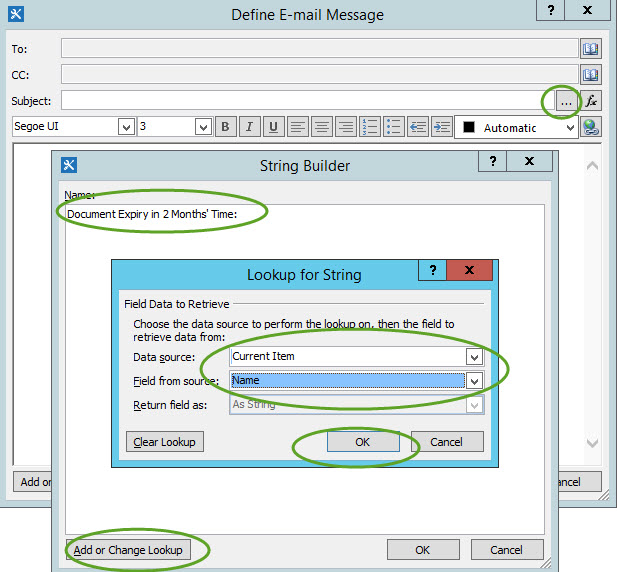 Define E-mail Message
? x
To:
CC:
Subject:
... fx
Segoe UI 3 B I U Automatic
String Builder
? x
Name:
Document Expiry in 2 Months' Time:
Lookup for String
? x
Field Data to Retrieve
Choose the data source to perform the lookup on, then the field to
retrieve data from:
Data source: Current Item
Field from source: Name
Return field as: As String
Clear Lookup OK Cancel
Add or
ancel
Add or Change Lookup OK Cancel